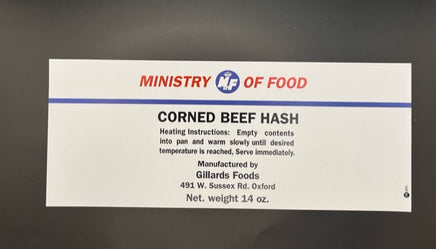 MINISTRY MF OF FOOD
CORNED BEEF HASH
Heating Instructions: Empty contents
into pan and warm slowly until desired
temperature is reached, Serve immediately.
Manufactured by
Gillards Foods
491 W. Sussex Rd. Oxford
Net. weight 14 oz.